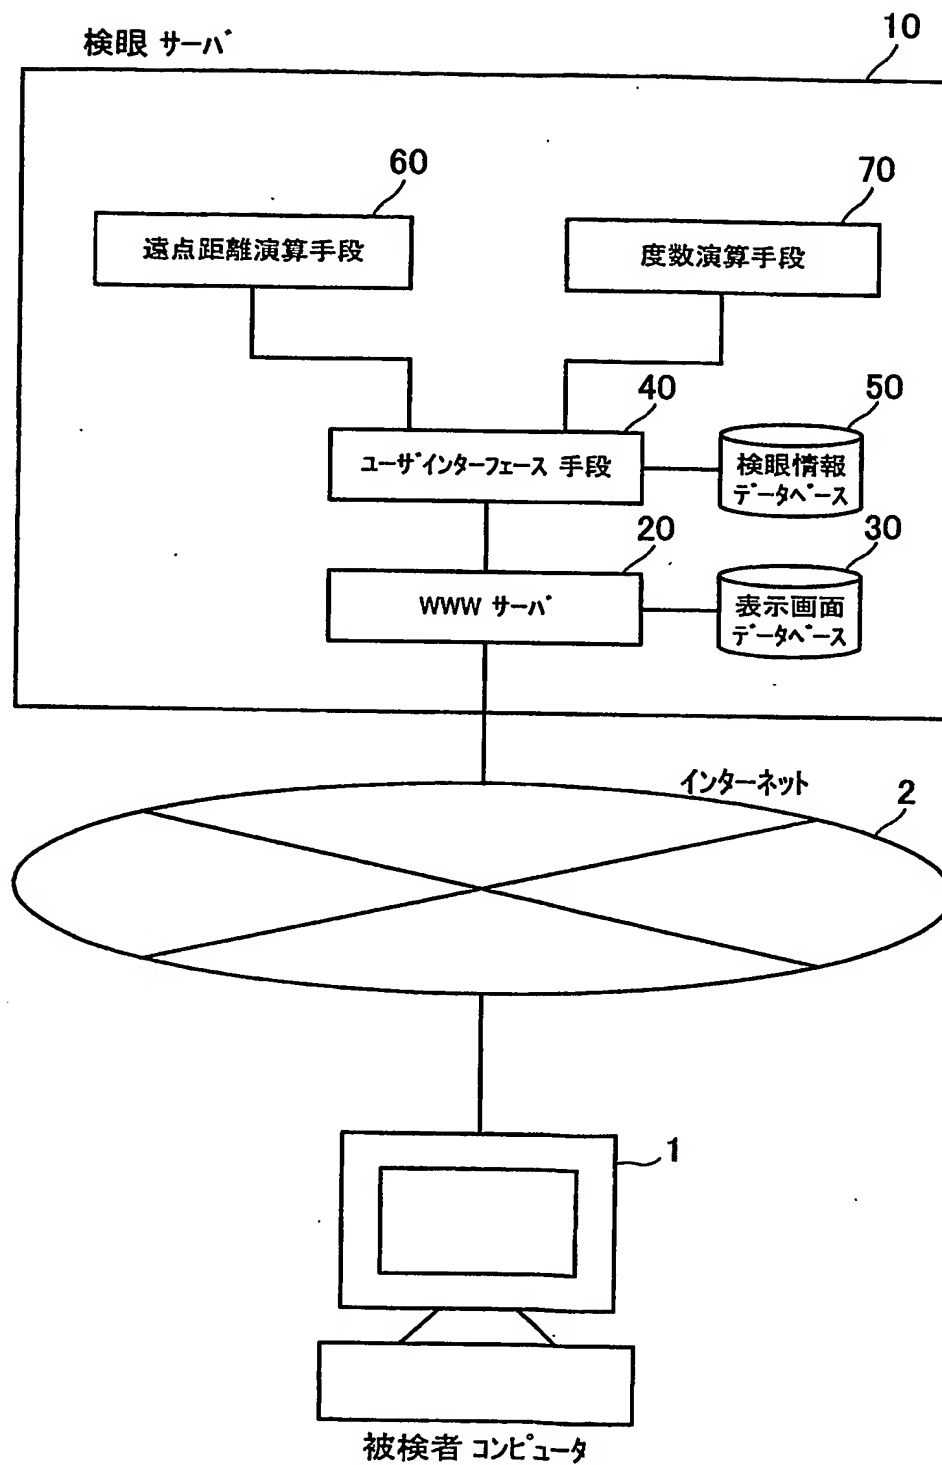 検眼 サーバ
10
60
70
遠点距離演算手段
度数演算手段
40
50
ユーザインターフェース 手段
検眼情報
データベース
20
30
WWW サーバ
表示画面
データベース
インターネット
2
1
被検者 コンピュータ